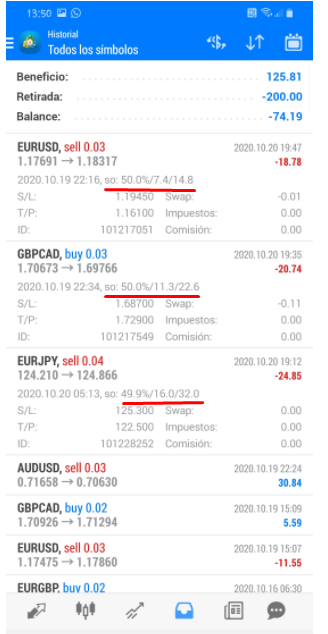 13:50
Historial
Todos los símbolos
Beneficio: 125.81
Retirada: -200.00
Balance: -74.19
EURUSD, sell 0.03 2020.10.20 19:47
1.17691 → 1.18317 -18.78
2020.10.19 22:16, so: 50.0%/7.4/14.8
S/L: 1.19450 Swap: -0.01
T/P: 1.16100 Impuestos: 0.00
ID: 101217051 Comisión: 0.00
GBPCAD, buy 0.03 2020.10.20 19:35
1.70673 → 1.69766 -20.74
2020.10.19 22:34, so: 50.0%/11.3/22.6
S/L: 1.68700 Swap: -0.11
T/P: 1.72900 Impuestos: 0.00
ID: 101217549 Comisión: 0.00
EURJPY, sell 0.04 2020.10.20 19:12
124.210 → 124.866 -24.85
2020.10.20 05:13, so: 49.9%/16.0/32.0
S/L: 125.300 Swap: 0.00
T/P: 122.500 Impuestos: 0.00
ID: 101228252 Comisión: 0.00
AUDUSD, sell 0.03 2020.10.19 22:24
0.71658 → 0.70630 30.84
GBPCAD, buy 0.02 2020.10.19 15:09
1.70926 → 1.71294 5.59
EURUSD, sell 0.03 2020.10.19 15:07
1.17475 → 1.17860 -11.55
EURGBP, buy 0.02 2020.10.16 06:30